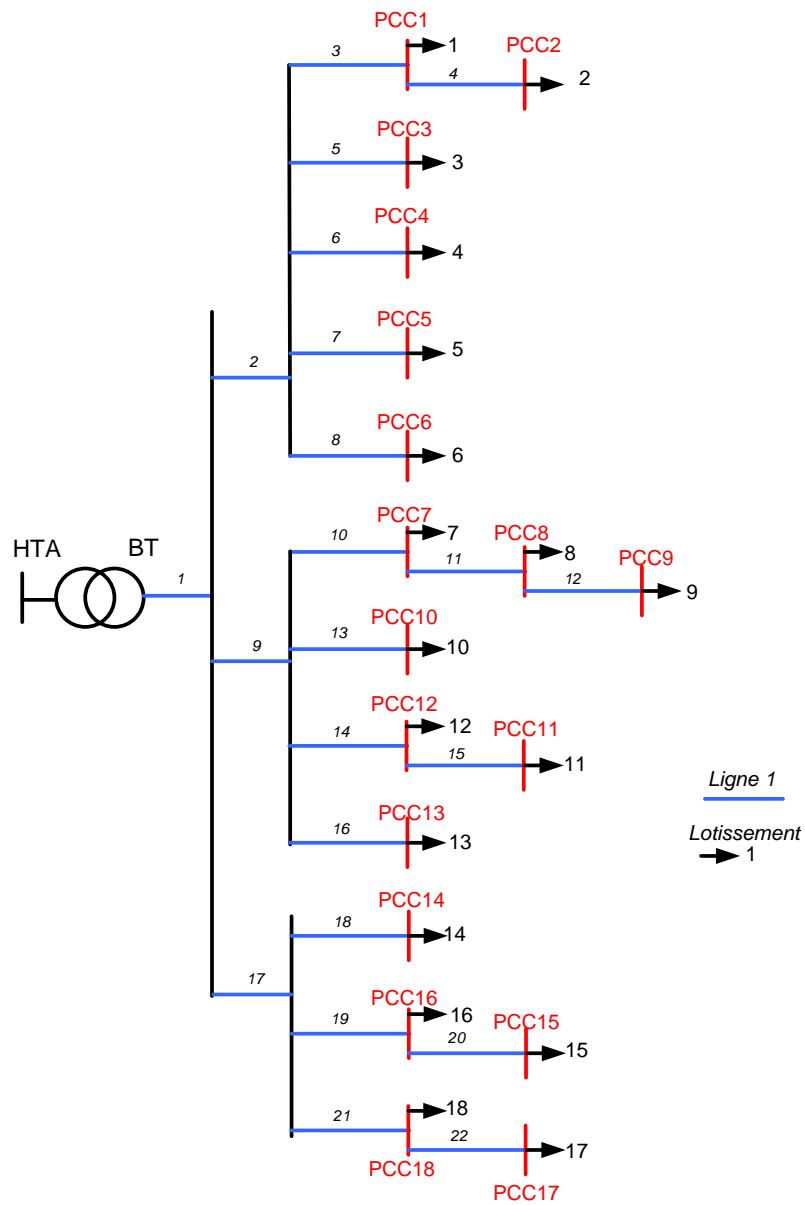 PCC1
3
1
PCC2
4
2
PCC3
5
3
PCC4
6
4
PCC5
7
5
2
PCC6
8
6
PCC7
10
7
PCC8
11
8
PCC9
12
9
HTA
BT
1
PCC10
13
10
9
PCC12
14
12
PCC11
15
11
PCC13
16
13
Ligne 1
Lotissement
1
PCC14
18
14
17
PCC16
19
16
PCC15
20
15
21
18
PCC18
22
17
PCC17